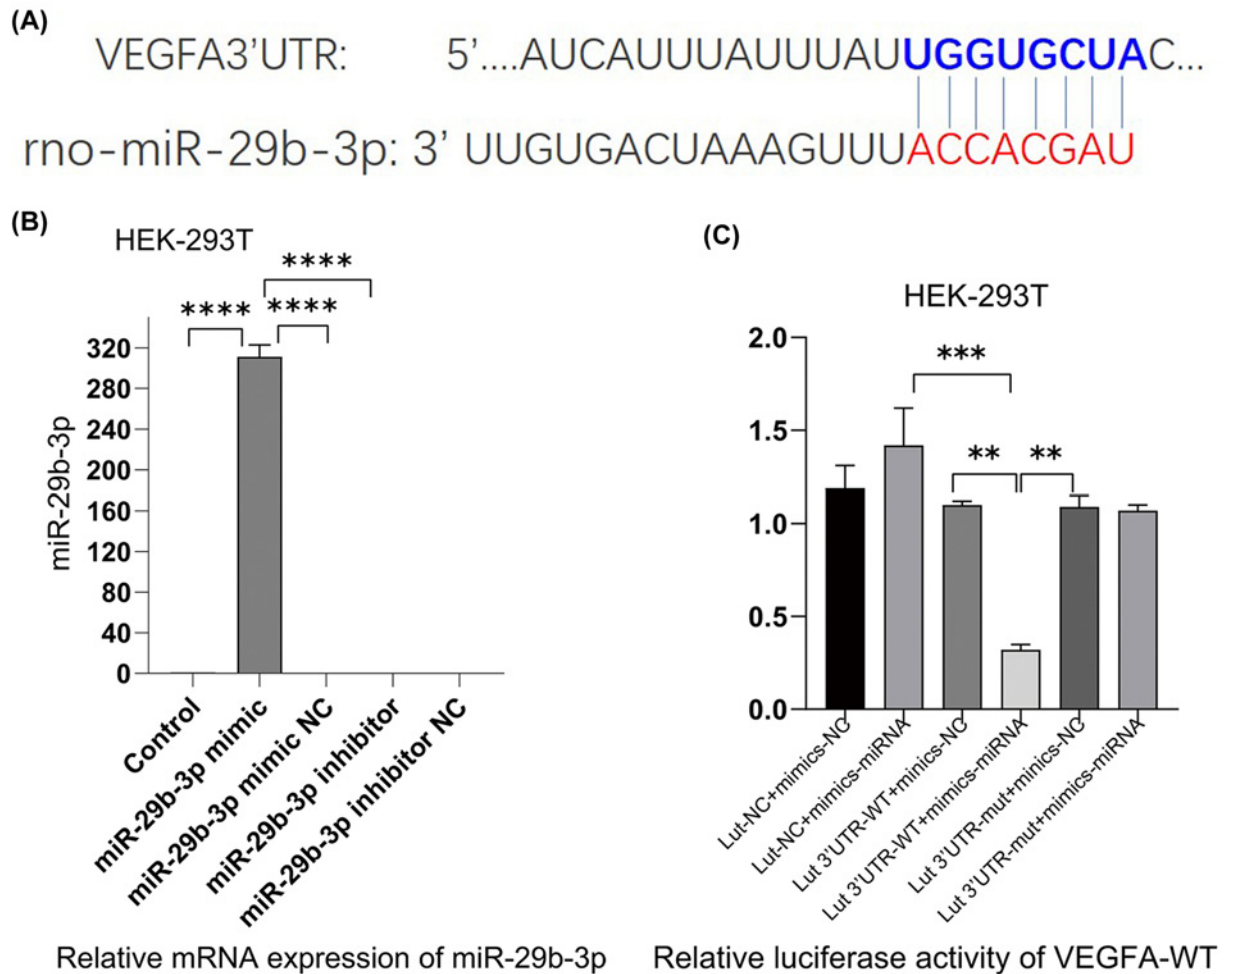 (A)
VEGFA3’UTR: 5’....AUCAUUUAUUUAUUGGUGCUAC...
rno-miR-29b-3p: 3’ UUGUGACUAAAGUUUACCACGAU
(B)
HEK-293T
****
**** ****
miR-29b-3p
320
280
240
200
160
120
80
40
0
Control
miR-29b-3p mimic
miR-29b-3p mimic NC
miR-29b-3p inhibitor
miR-29b-3p inhibitor NC
Relative mRNA expression of miR-29b-3p
(C)
HEK-293T
***
** **
2.0
1.5
1.0
0.5
0.0
Lut-NC+mimics-NC
Lut-NC+mimics-miRNA
Lut 3’UTR-WT+minics-NC
Lut 3’UTR-WT+mimics-miRNA
Lut 3’UTR-mut+minics-NC
Lut 3’UTR-mut+mimics-miRNA
Relative luciferase activity of VEGFA-WT